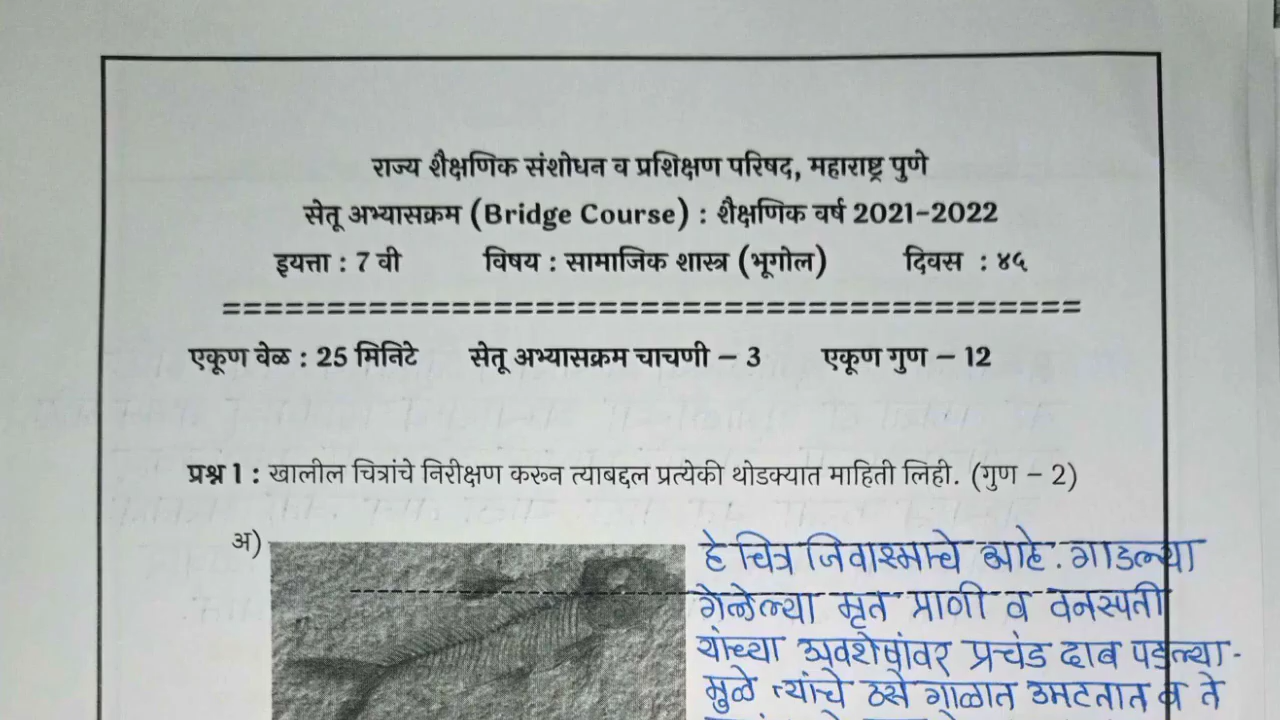 राज्य शैक्षणिक संशोधन व प्रशिक्षण परिषद, महाराष्ट्र पुणे
सेतू अभ्यासक्रम (Bridge Course) : शैक्षणिक वर्ष 2021-2022
इयत्ता : 7 वी विषय : सामाजिक शास्त्र (भूगोल) दिवस : ४५
==========================================
एकूण वेळ : 25 मिनिटे सेतू अभ्यासक्रम चाचणी – 3 एकूण गुण – 12
प्रश्न 1 : खालील चित्रांचे निरीक्षण करून त्याबद्दल प्रत्येकी थोडक्यात माहिती लिही. (गुण – 2)
अ) हे चित्र जिवाश्माचे आहे. गाडल्या
गेलेल्या मृत प्राणी व वनस्पती
यांच्या अवशेषांवर प्रचंड दाब पडल्या-
मुळे त्यांचे ठसे गाळात उमटतात व ते